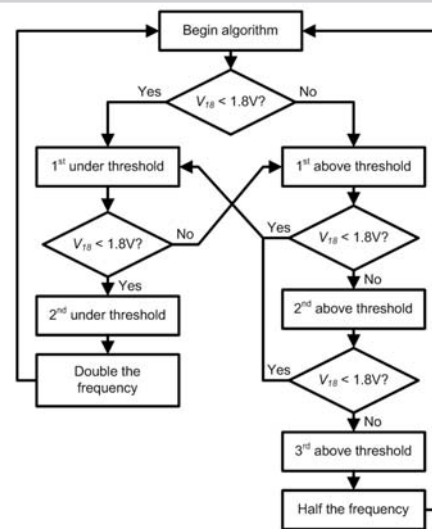 Begin algorithm
Yes
V18 < 1.8V?
No
1st under threshold
1st above threshold
V18 < 1.8V?
No
Yes
V18 < 1.8V?
Yes
No
2nd under threshold
2nd above threshold
Double the
frequency
Yes
V18 < 1.8V?
No
3rd above threshold
Half the frequency